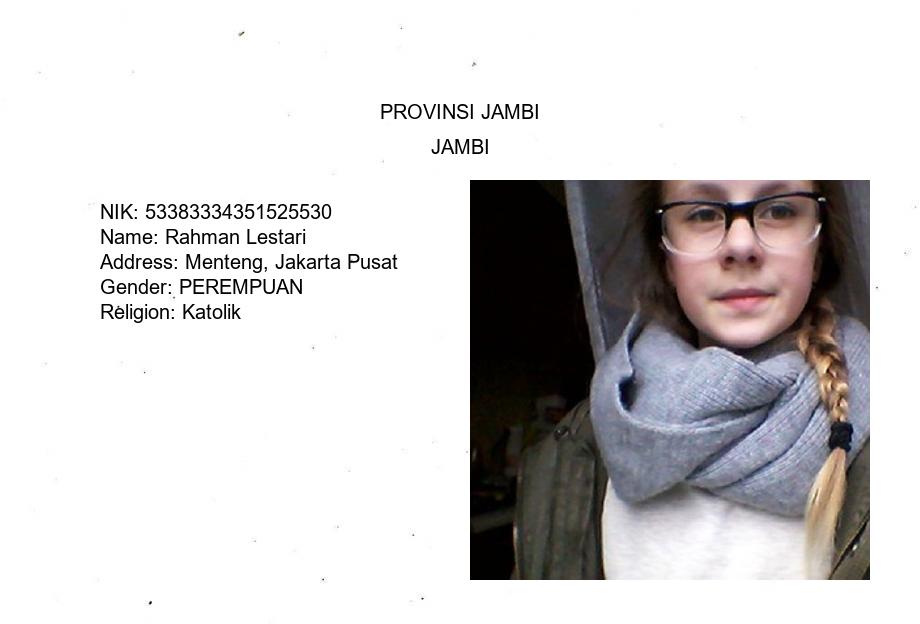 PROVINSI JAMBI
JAMBI
NIK: 53383334351525530
Name: Rahman Lestari
Address: Menteng, Jakarta Pusat
Gender: PEREMPUAN
Religion: Katolik